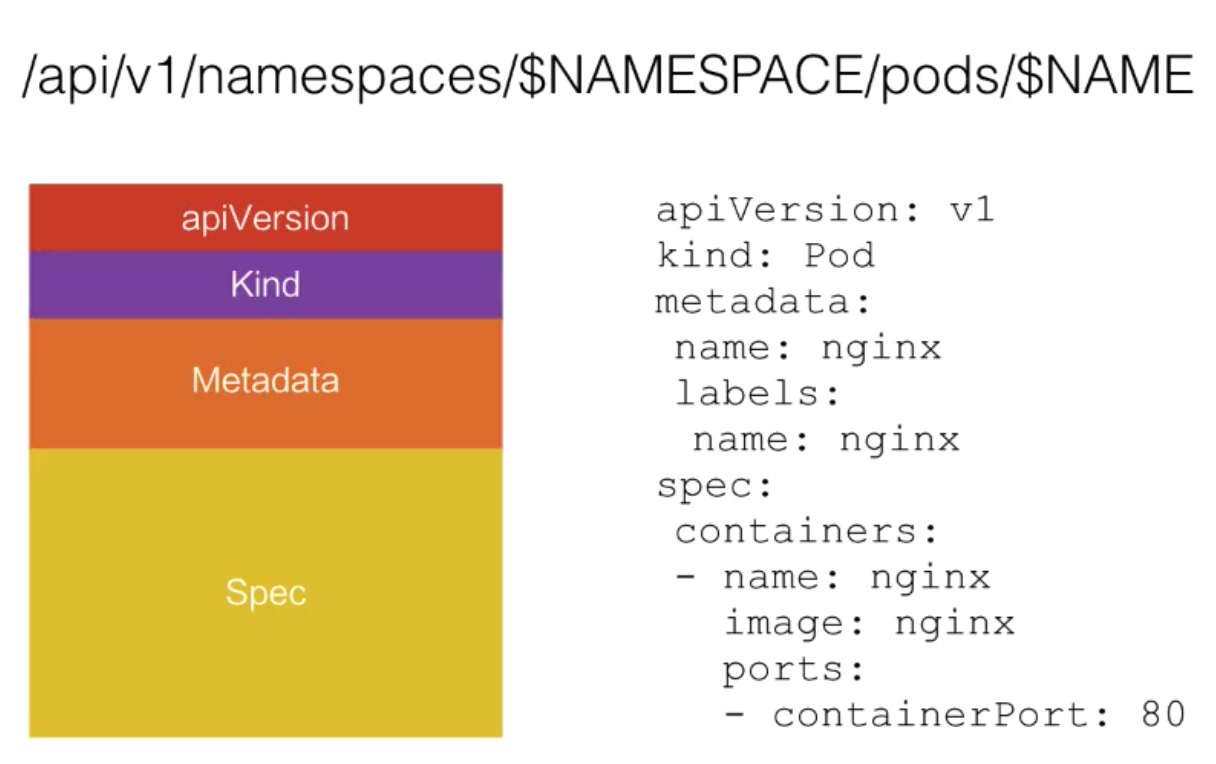 /api/v1/namespaces/$NAMESPACE/pods/$NAME
apiVersion
Kind
Metadata
Spec
apiVersion: v1
kind: Pod
metadata:
 name: nginx
 labels:
  name: nginx
spec:
 containers:
 - name: nginx
   image: nginx
   ports:
   - containerPort: 80